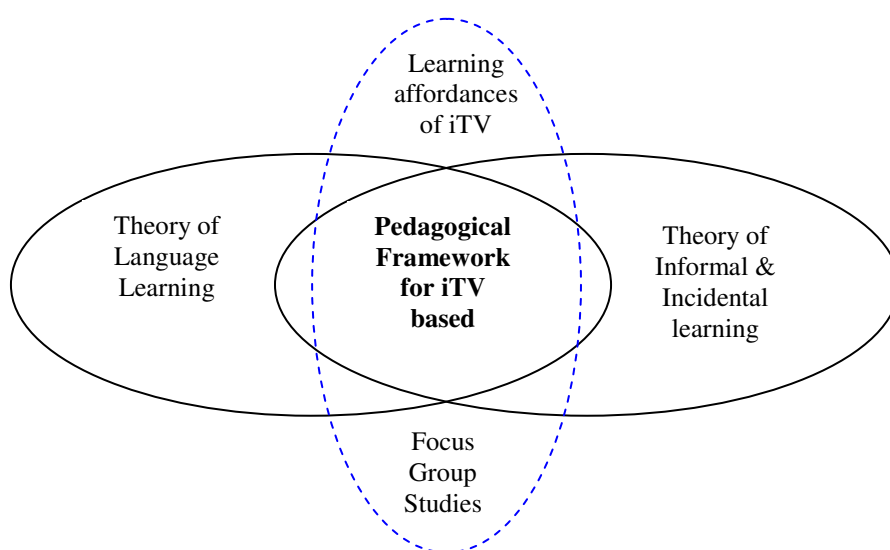 Learning
affordances
of iTV
Theory of
Language
Learning
Pedagogical
Framework
for iTV
based
Theory of
Informal &
Incidental
learning
Focus
Group
Studies